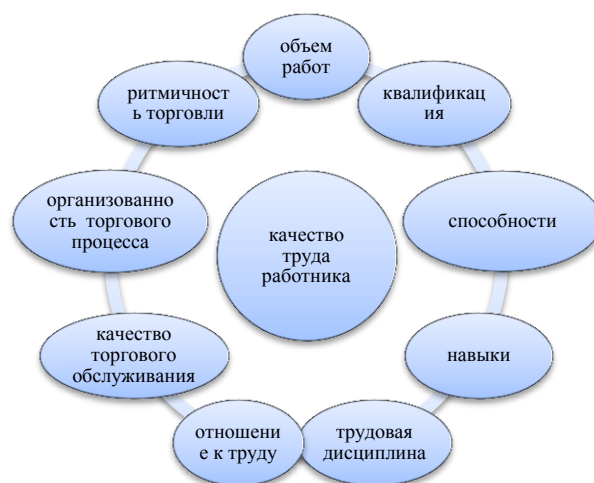 объем
работ
квалификац
ия
способности
навыки
трудовая
дисциплина
отношени
е к труду
качество
торгового
обслуживания
организованно
сть торгового
процесса
ритмичност
ь торговли
качество
труда
работника